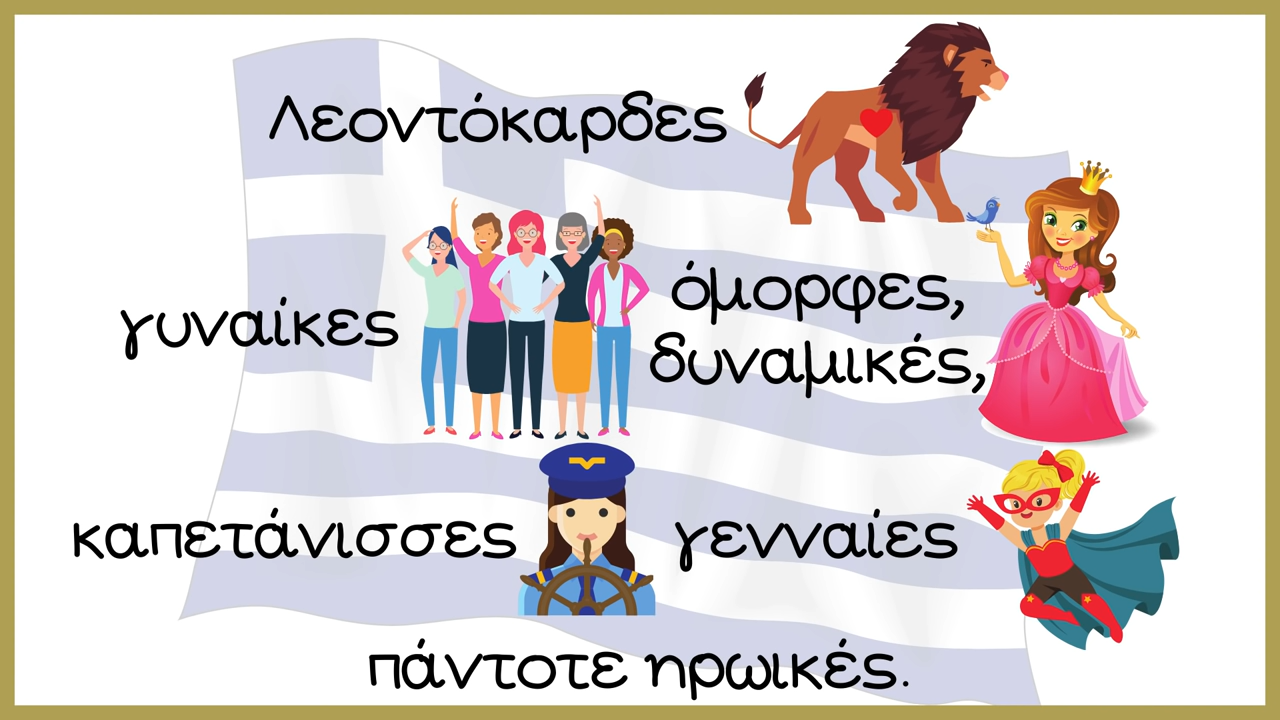 Λεοντόκαρδες
γυναίκες όμορφες,
δυναμικές,
καπετάνισσες γενναίες
πάντοτε ηρωικές.